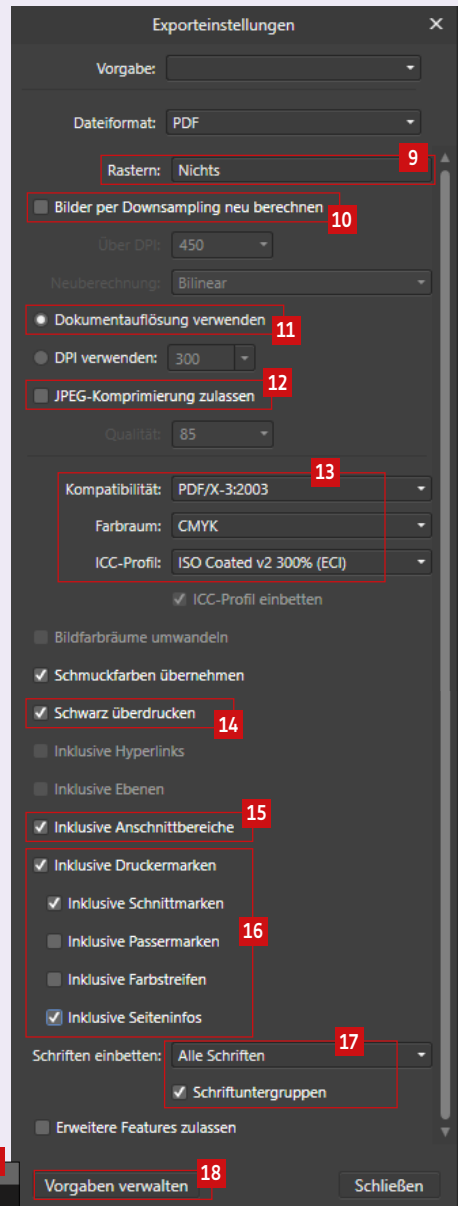 Exporteinstellungen ×
Vorgabe:
Dateiformat: PDF
Rastern: Nichts 9
Bilder per Downsampling neu berechnen 10
Über DPI: 450
Neuberechnung: Bilinear
Dokumentauflösung verwenden 11
DPI verwenden: 300
JPEG-Komprimierung zulassen 12
Qualität: 85
13
Kompatibilität: PDF/X-3:2003
Farbraum: CMYK
ICC-Profil: ISO Coated v2 300% (ECI)
ICC-Profil einbetten
Bildfarbräume umwandeln
Schmuckfarben übernehmen
Schwarz überdrucken 14
Inklusive Hyperlinks
Inklusive Ebenen
Inklusive Anschnittbereiche 15
Inklusive Druckermarken
Inklusive Schnittmarken
Inklusive Passermarken 16
Inklusive Farbstreifen
Inklusive Seiteninfos
17
Schriften einbetten: Alle Schriften
Schriftuntergruppen
Erweitere Features zulassen
Vorgaben verwalten 18 Schließen